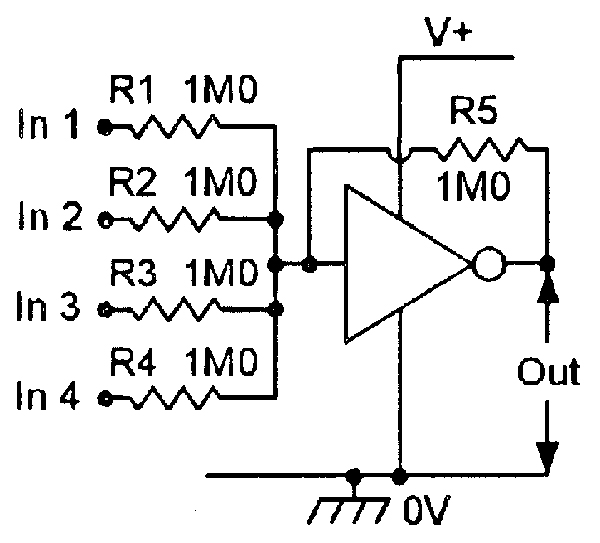 V+
R1 1M0
In 1
R5
R2 1M0
1M0
In 2
R3 1M0
In 3
R4 1M0
Out
In 4
0V